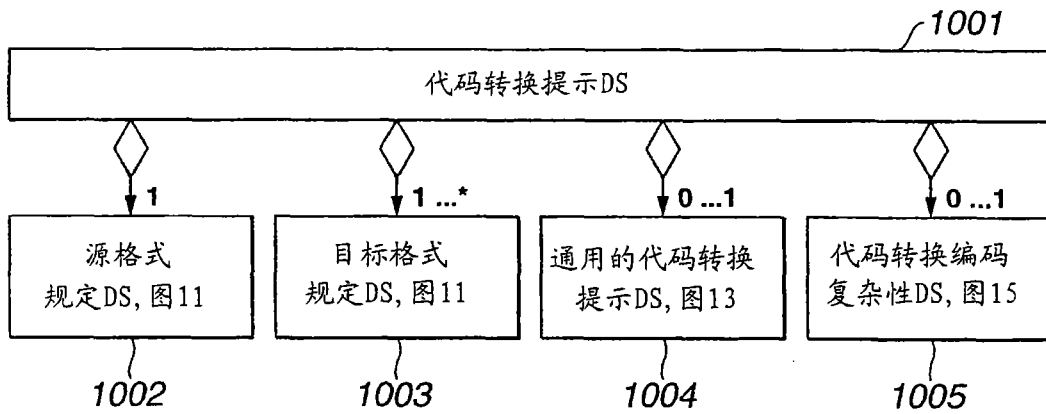 1001
代码转换提示DS
1
1...*
0...1
0...1
源格式
规定DS,图11
目标格式
规定DS,图11
通用的代码转换
提示DS,图13
代码转换编码
复杂性DS,图15
1002
1003
1004
1005